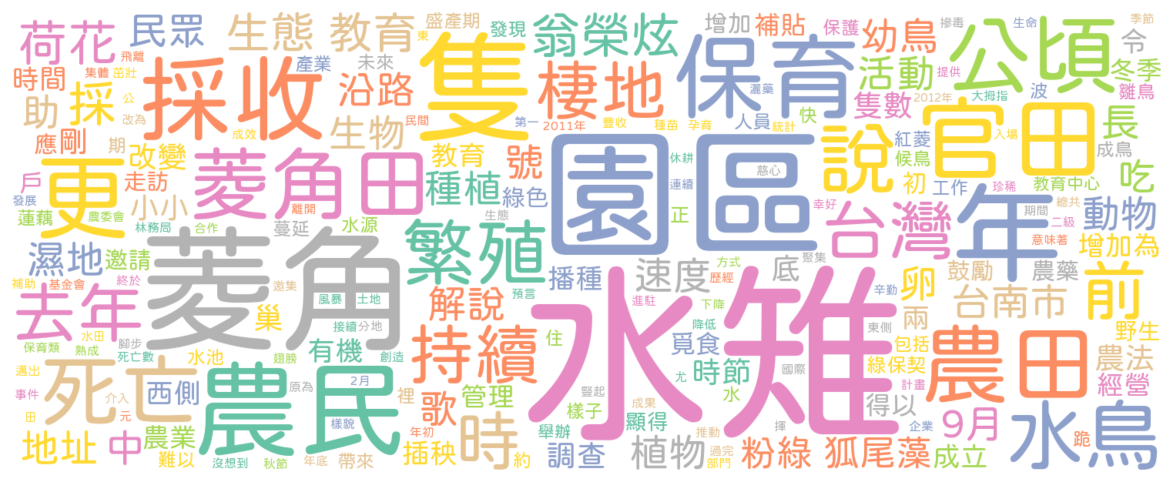 荷花
民眾
生態
教育
盛產期
發現
翁榮炫
增加
補貼
保護
幼鳥
公頃
令
季節
生命
摻毒
冬季
雛鳥
飛離
東
時間
集體
茁壯
產業
未來
沿路
採收
隻
棲地
保育
灑藥
活動
提供
大拇指
隻數
波
2012年
助
採
公
改為
成效
生物
民間
第一
2011年
豐收
種苗
孕育
人員
統計
快
紅菱
入場
官田
長
應剛
期
改變
菱角田
教育
號
園區
休耕
慈心
說
候鳥
成鳥
戶
更
走訪
種植
綠色
連續
初
工作
珍稀
教育中心
吃
發展
蓮藕
小小
農委會
林務局
合作
離開
水源
蔓延
生態
正
幸好
台灣
年
期間
總共
二級
動物
濕地
邀請
菱角
繁殖
播種
速度
方式
聚集
底
意味著
增加為
補助
基金會
終於
巢
邀集
風暴
土地
解說
預言
進駐
歷經
下降
卵
鼓勵
農藥
前
去年
水田
腳步
接續
分地
持續
水雉
辛勤
兩
台南市
野生
保育類
熟成
死亡數
水池
翅膀
有機
創造
住
覓食
降低
東側
包括
農田
農法
邁出
死亡
西側
原為
2月
農民
時節
國際
綠保契
計畫
經營
事件
介入
裡
歌
管理
豎起
成果
尤
水
樣子
得以
田
元
樣貌
年初
時
舉辦
顯得
推動
揮
企業
9月
水鳥
跪
地址
中
農業
難以
沒想到
秋節
年底
帶來
插秧
約
調查
植物
過完
部門
粉綠
狐尾藻
成立